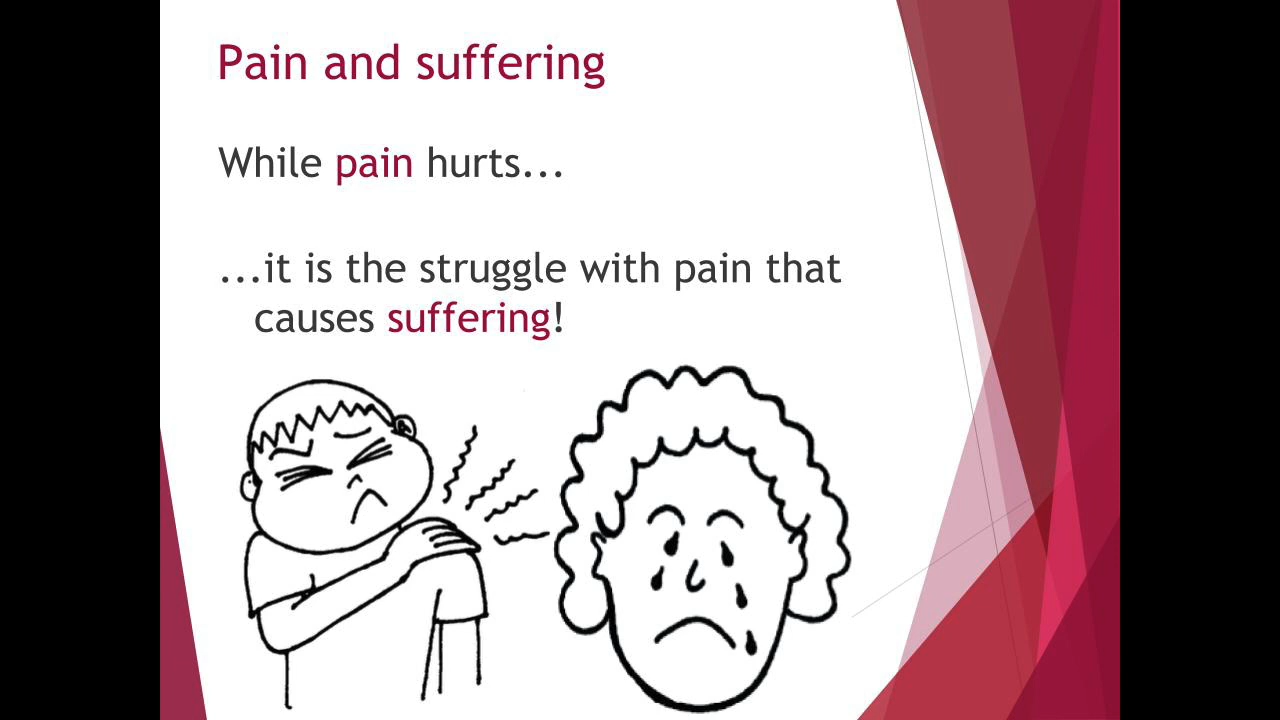 Pain and suffering
While pain hurts...
...it is the struggle with pain that
causes suffering!